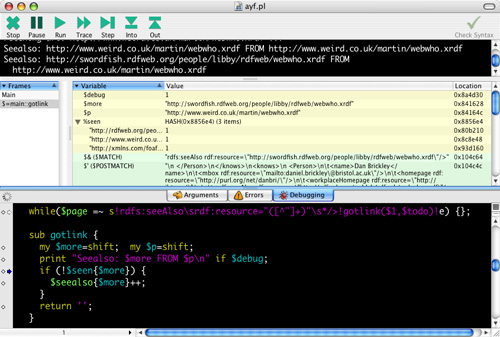 ayf.pl
Stop Pause Run Trace Step Into Out Check Syntax
Seealso: http://www.weird.co.uk/martin/webwho.xrdf FROM http://www.weird.co.uk/martin/webwho.xrdf
Seealso: http://swordfish.rdfweb.org/people/libby/rdfweb/webwho.xrdf FROM
http://www.weird.co.uk/martin/webwho.xrdf
Frames Variable Value Location
Main $debug 1 0x8a4d30
$=main::gotlink $more "http://swordfish.rdfweb.org/people/libby/rdfweb/webwho.xrdf" 0x841628
$p "http://www.weird.co.uk/martin/webwho.xrdf" 0x8416c4
%seen HASH(0x8856e4) (3 items) 0x8856e4
"http://rdfweb.org/peo... 1 0x80b210
"http://www.weird.co.u... 1 0x8c8e48
"http://xmlns.com/foaf... 1 0x93d160
$& ($MATCH) "rdfs:seeAlso rdf:resource=\"http://swordfish.rdfweb.org/people/libby/rdfweb/webwho.xrdf\"/>" 0x104c64
$' ($POSTMATCH) "\n </Person>\n</knows>\n<knows>\n <Person>\n\t<name>Dan Brickley</
name>\n\t<mbox rdf:resource=\"mailto:daniel.brickley\@bristol.ac.uk\"/>\n\t<homepage rdf:
resource=\"http://purl.org/net/danbri/\"/>\n\t<workplaceHomepage rdf: 0x104c4c
Arguments Errors Debugging
while($page =~ s!rdfs:seeAlso\srdf:resource="([^"]+)"\s*/>!gotlink($1,$todo)!e) {};
sub gotlink {
my $more=shift; my $p=shift;
print "Seealso: $more FROM $p\n" if $debug;
if (!$seen{$more}) {
$seealso{$more}++;
}
return '';
}
1